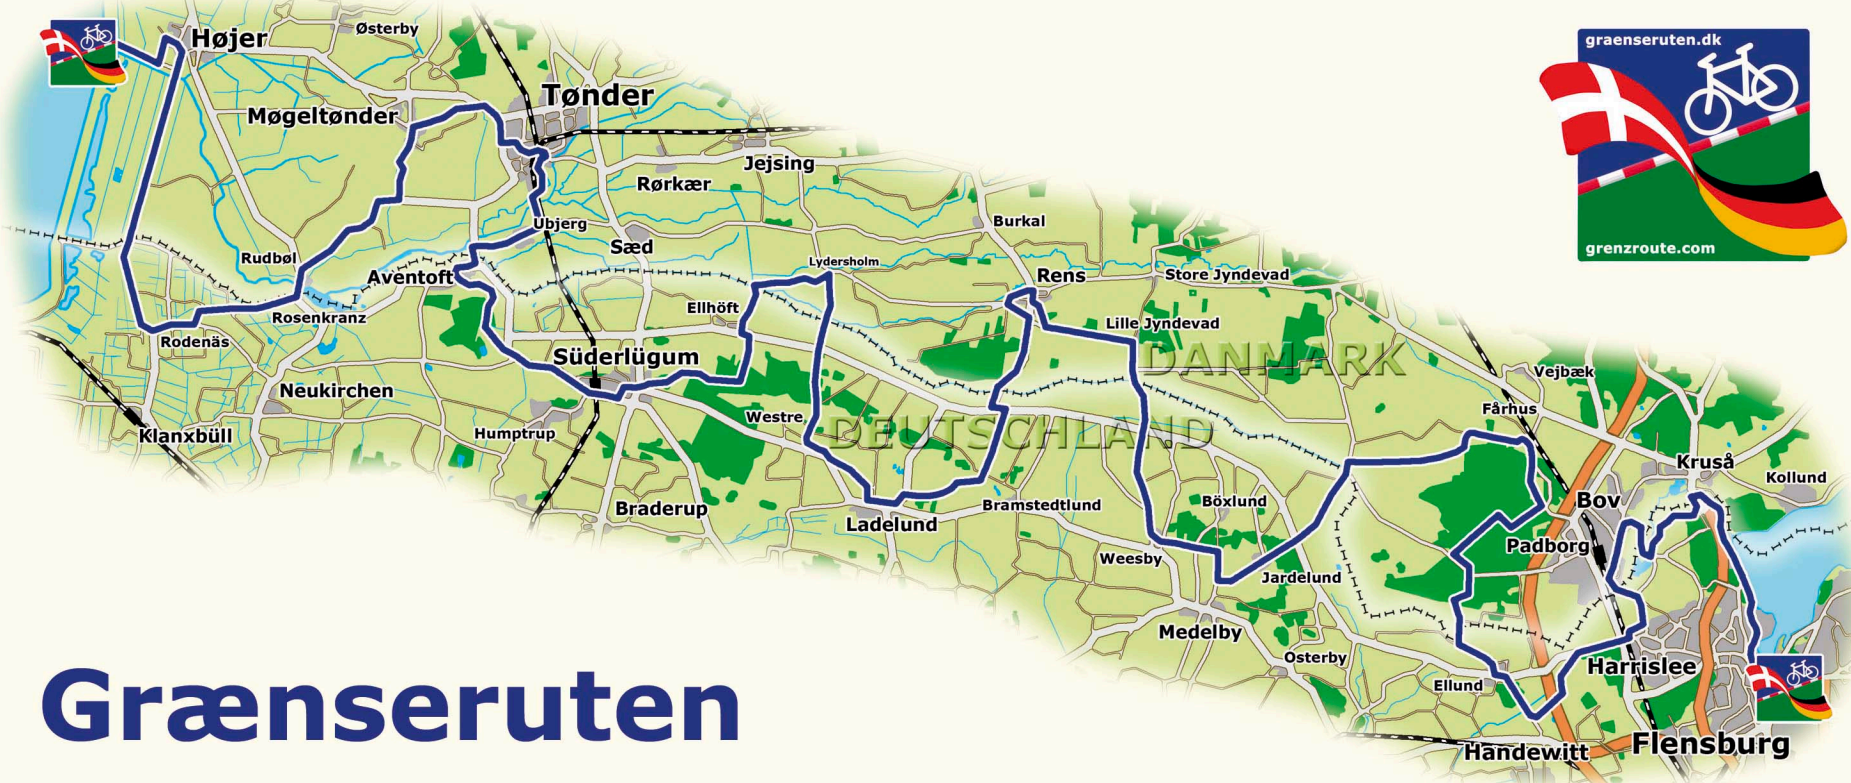 graenseruten.dk
grenzroute.com
Højer
Østerby
Møgeltønder
Tønder
Jejsing
Rørkær
Ubjerg
Sæd
Burkal
Rudbøl
Aventoft
Lydersholm
Rens
Store Jyndevad
Rosenkranz
Ellhöft
Lille Jyndevad
Rodenäs
Süderlügum
DANMARK
Vejbæk
Neukirchen
Westre
DEUTSCHLAND
Fårhus
Klanxbüll
Humptrup
Kruså
Kollund
Braderup
Ladelund
Bramstedtlund
Böxlund
Bov
Weesby
Padborg
Jardelund
Medelby
Osterby
Harrislee
Ellund
Handewitt
Flensburg
Grænseruten